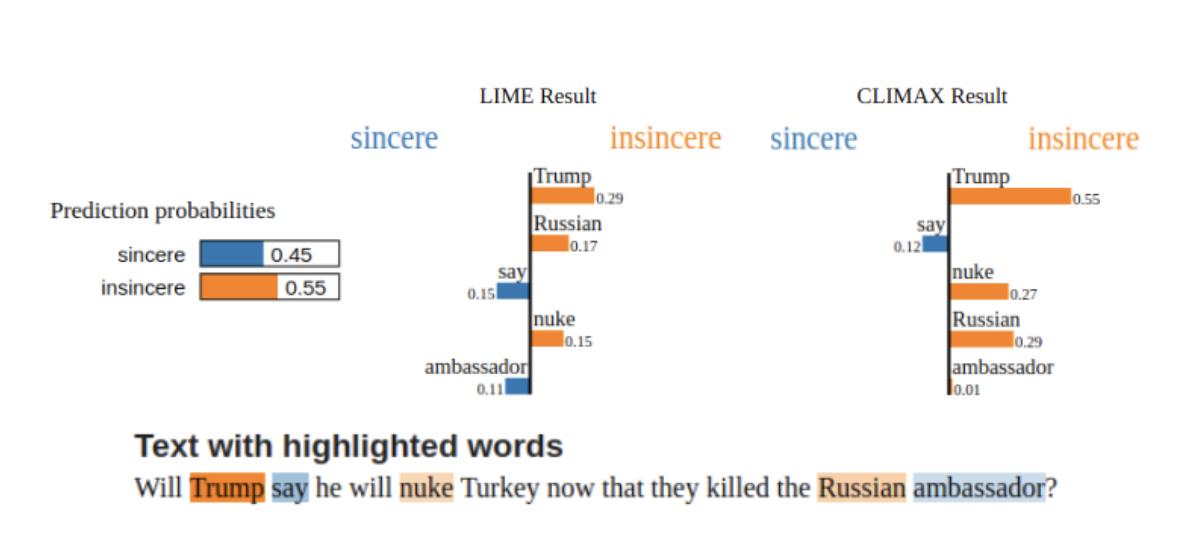 LIME Result
CLIMAX Result
sincere insincere
sincere insincere
Prediction probabilities
sincere 0.45
insincere 0.55
Trump
0.29
Russian
0.17
say
0.15
nuke
0.15
ambassador
0.11
Trump
0.55
say
0.12
nuke
0.27
Russian
0.29
ambassador
0.01
Text with highlighted words
Will Trump say he will nuke Turkey now that they killed the Russian ambassador?